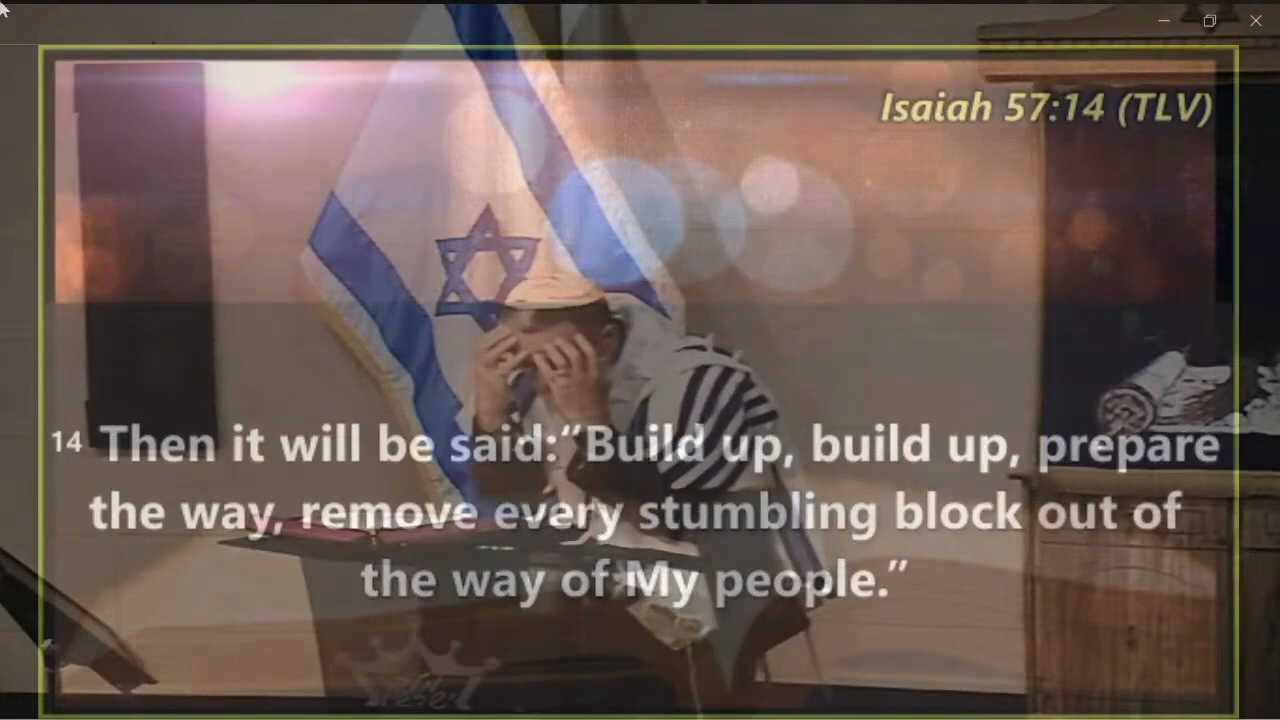 Isaiah 57:14 (TLV)
14 Then it will be said:“Build up, build up, prepare
the way, remove every stumbling block out of
the way of My people.”